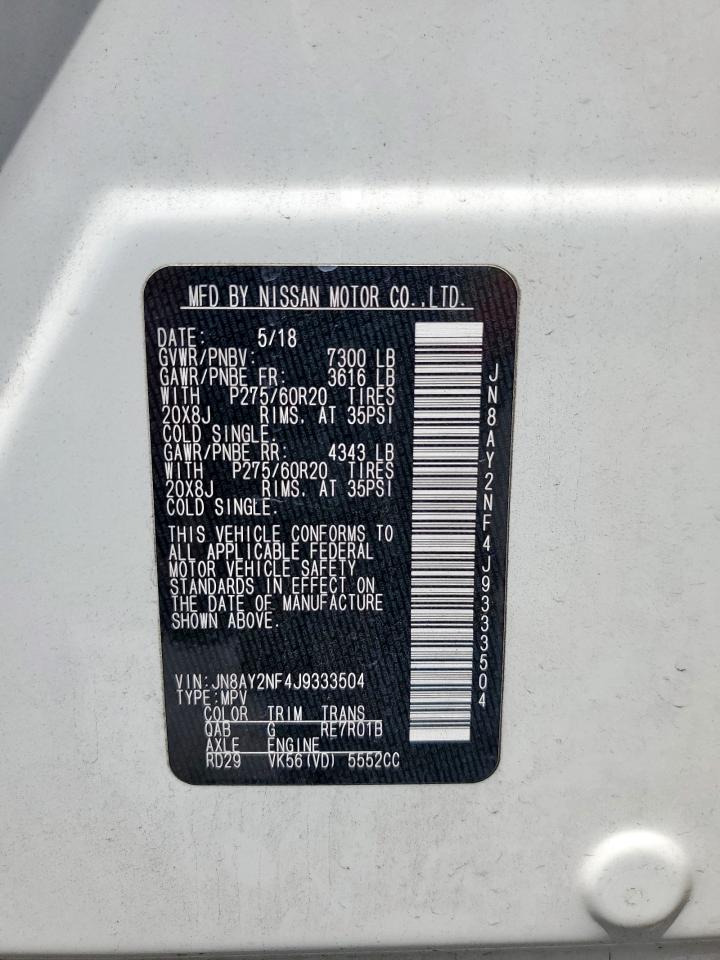 MFD BY NISSAN MOTOR CO.,LTD.
DATE: 5/18
GVWR/PNBV: 7300 LB
GAWR/PNBE FR: 3616 LB
WITH P275/60R20 TIRES
20X8J RIMS. AT 35PSI
COLD SINGLE.
GAWR/PNBE RR: 4343 LB
WITH P275/60R20 TIRES
20X8J RIMS. AT 35PSI
COLD SINGLE.
THIS VEHICLE CONFORMS TO
ALL APPLICABLE FEDERAL
MOTOR VEHICLE SAFETY
STANDARDS IN EFFECT ON
THE DATE OF MANUFACTURE
SHOWN ABOVE.
VIN:JN8AY2NF4J9333504
TYPE:MPV
COLOR TRIM TRANS
QAB G RE7R01B
AXLE ENGINE
RD29 VK56(VD) 5552CC
JN8AY2NF4J9333504